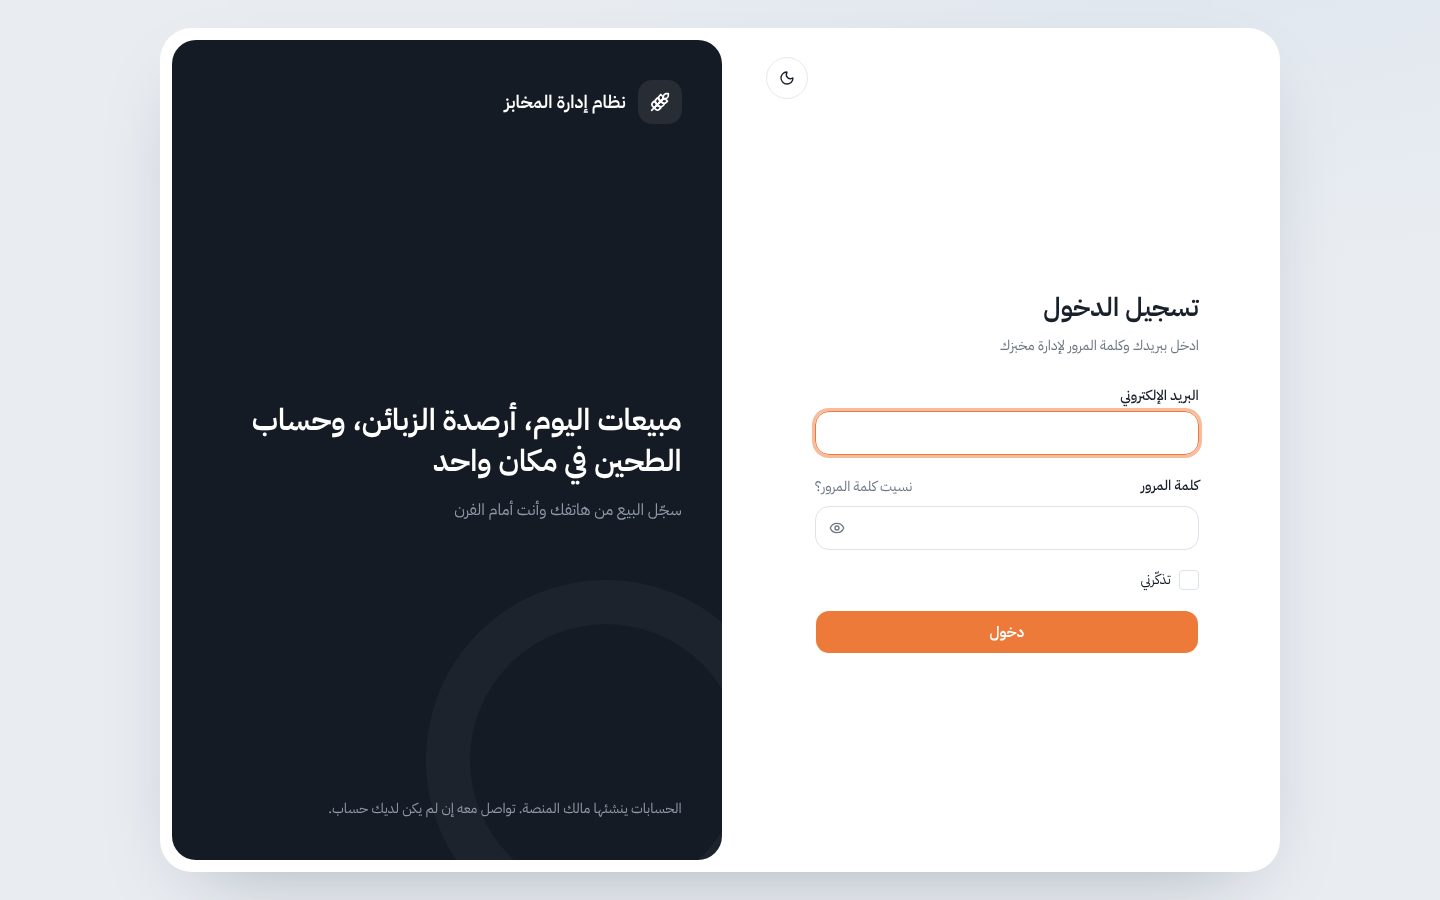 تسجيل الدخول
ادخل ببريدك وكلمة المرور لإدارة مخبزك
البريد الإلكتروني
كلمة المرور
نسيت كلمة المرور؟
تذكّرني
دخول
نظام إدارة المخابز
مبيعات اليوم، أرصدة الزبائن، وحساب
الطحين في مكان واحد
سجّل البيع من هاتفك وأنت أمام الفرن
الحسابات ينشئها مالك المنصة. تواصل معه إن لم يكن لديك حساب.